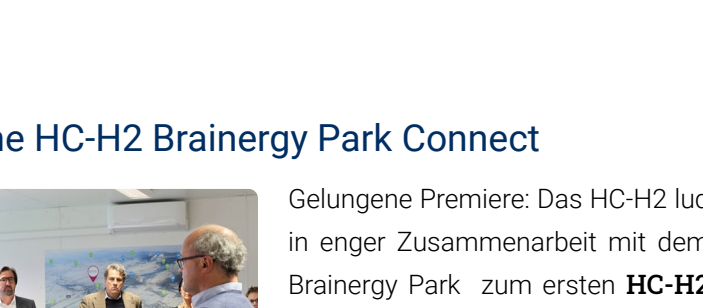 HC-H2 Brainergy Park Connect
Gelungene Premiere: Das HC-H2
in enger Zusammenarbeit mit dem
Brainergy Park zum ersten HC-H2